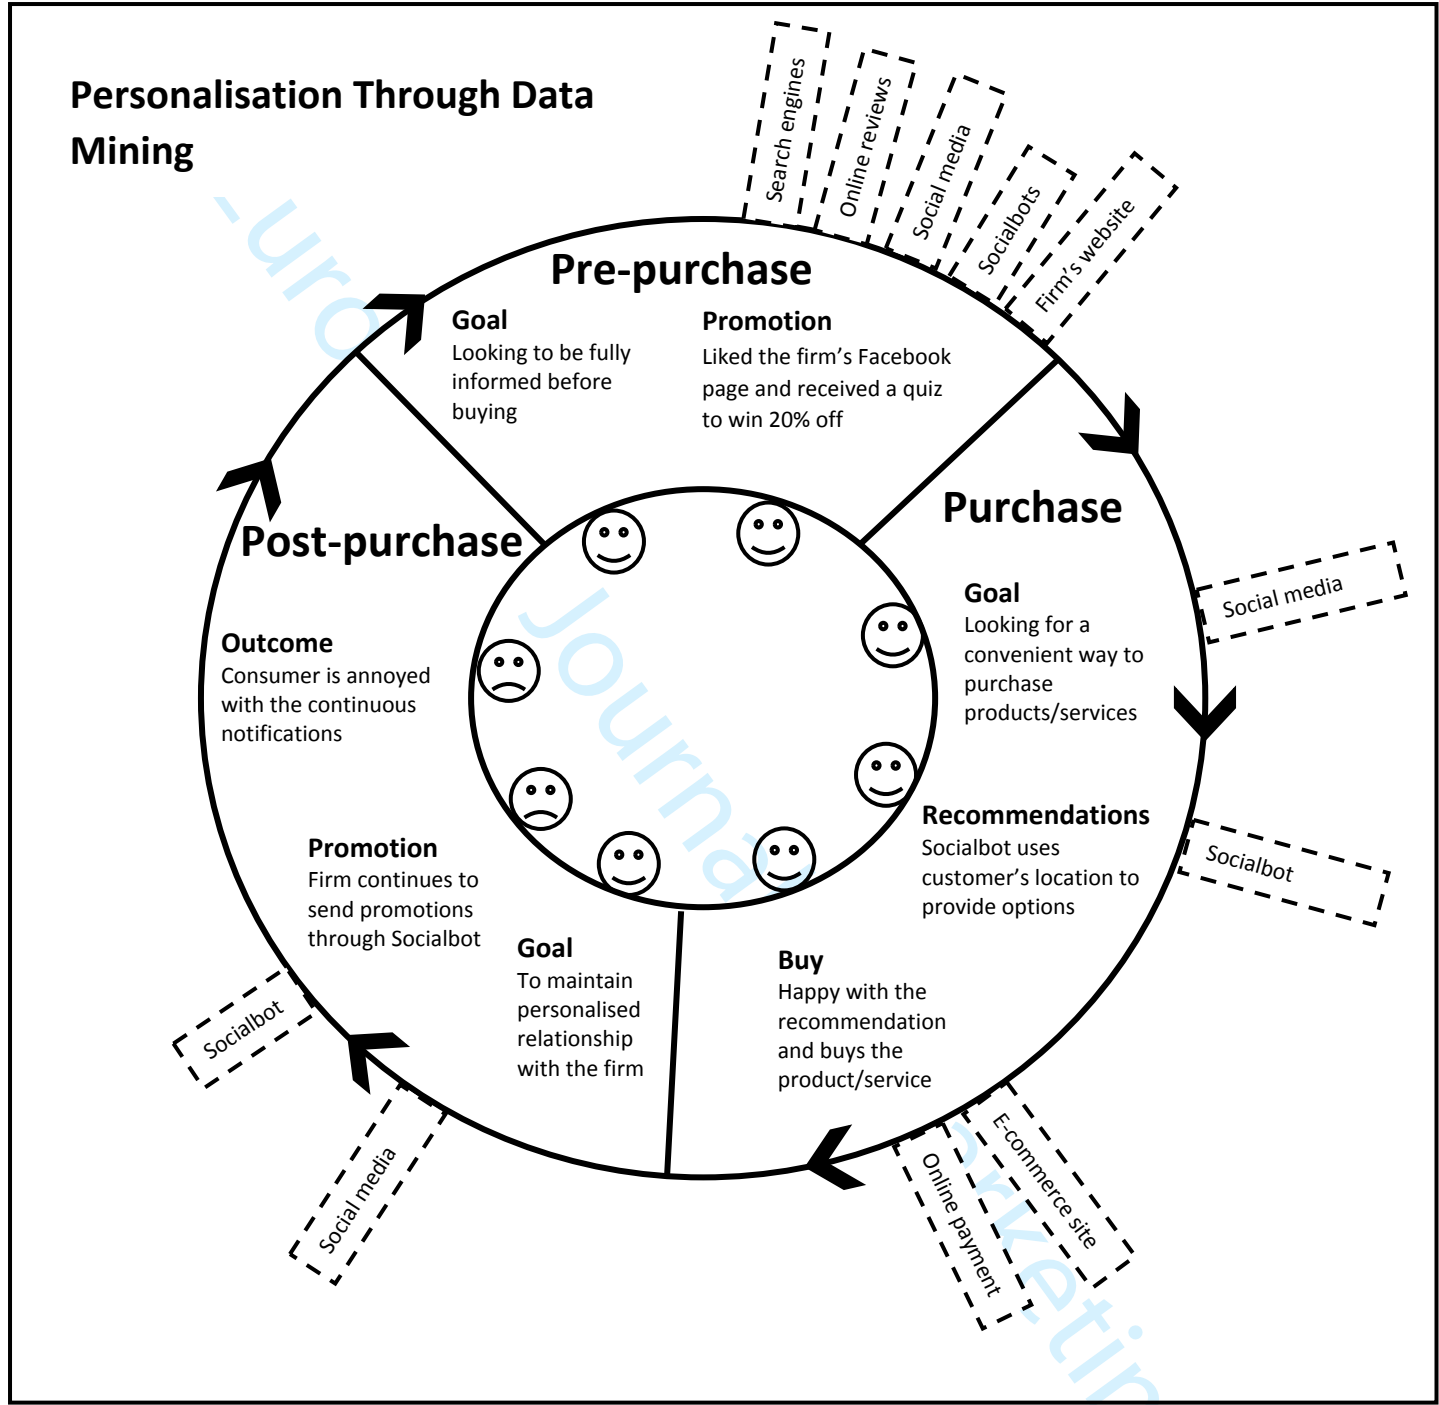 Personalisation Through Data
Mining
Search engines
Online reviews
Social media
Socialbots
Firm's website
Pre-purchase
Goal
Looking to be fully
informed before
buying
Promotion
Liked the firm's Facebook
page and received a quiz
to win 20% off
Purchase
Goal
Looking for a
convenient way to
purchase
products/services
Social media
Recommendations
Socialbot uses
customer's location to
provide options
Socialbot
Buy
Happy with the
recommendation
and buys the
product/service
E-commerce site
Online payment
Post-purchase
Goal
To maintain
personalised
relationship
with the firm
Social media
Promotion
Firm continues to
send promotions
through Socialbot
Socialbot
Outcome
Consumer is annoyed
with the continuous
notifications
Journa